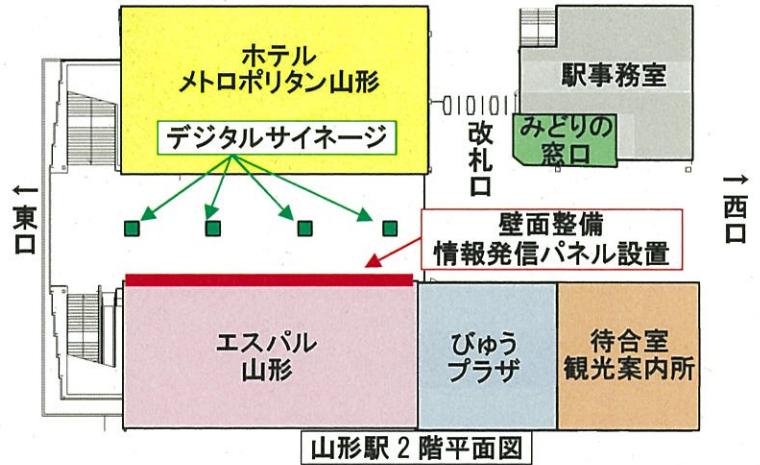 ホテル
メトロポリタン山形
駅事務室
デジタルサイネージ
みどりの
窓口
改札口
←東口
→西口
壁面整備
情報発信パネル設置
エスパル
山形
びゅう
プラザ
待合室
観光案内所
山形駅2階平面図